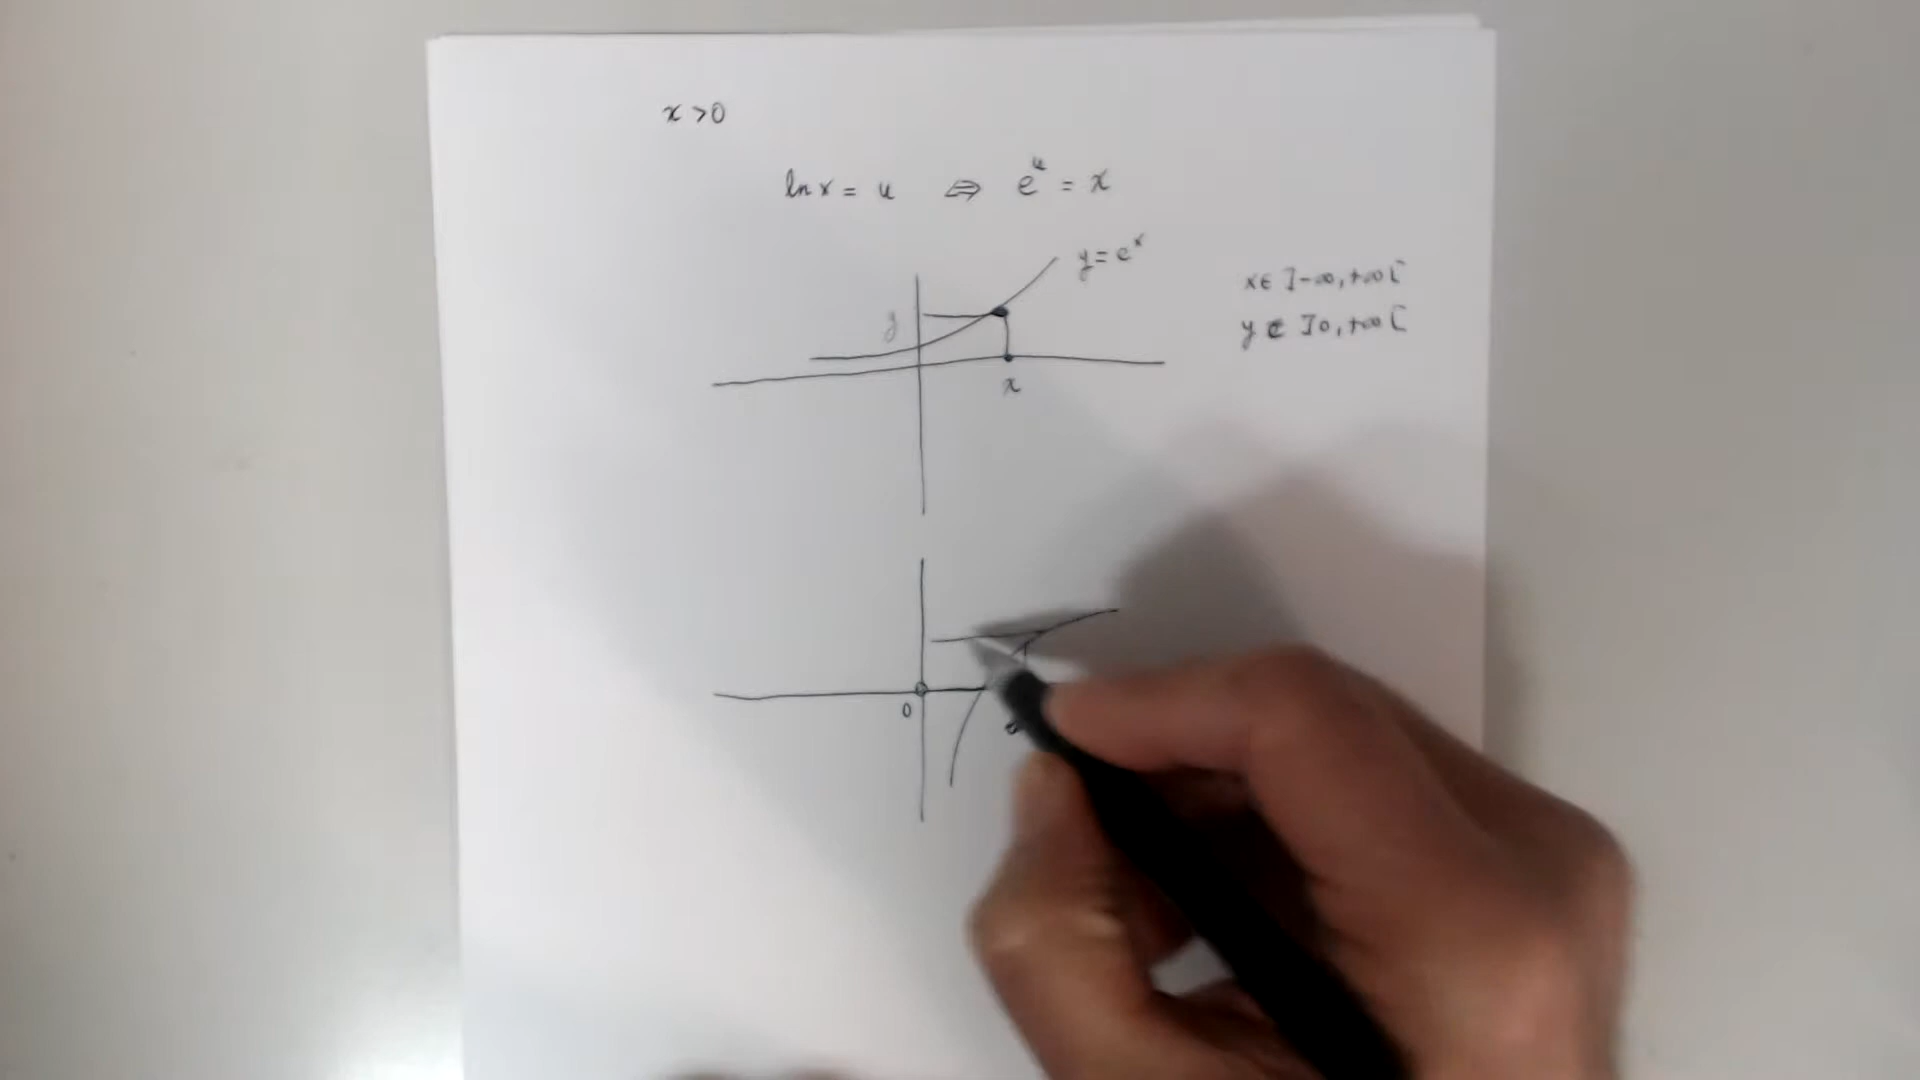 x > 0
ln x = u ⇔ e^u = x
y = e^x
x ∈ ]-∞, +∞[
y ∈ ]0, +∞[
y
x
0